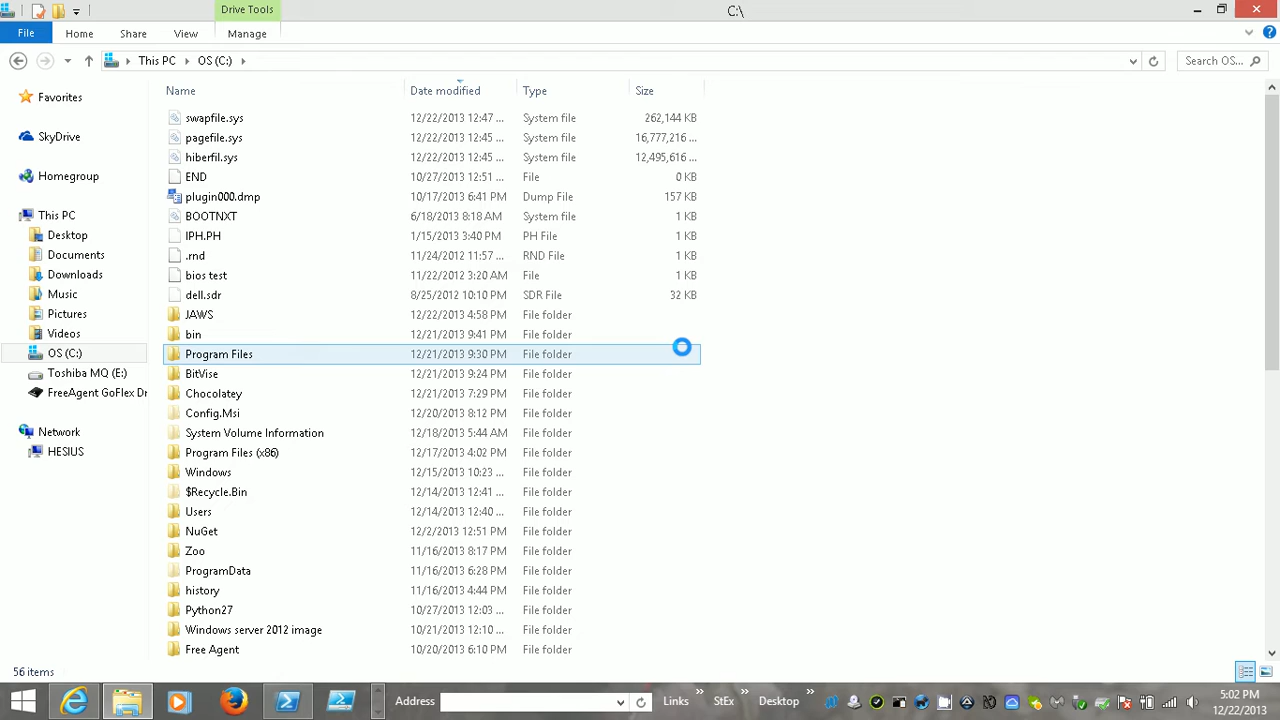 Drive Tools
C:\
File Home Share View Manage
This PC OS (C:) Search OS...
Name Date modified Type Size
Favorites
SkyDrive
Homegroup
This PC
Desktop
Documents
Downloads
Music
Pictures
Videos
OS (C:)
Toshiba MQ (E:)
FreeAgent GoFlex Dr
Network
HESIUS
swapfile.sys 12/22/2013 12:47 ... System file 262,144 KB
pagefile.sys 12/22/2013 12:45 ... System file 16,777,216 ...
hiberfil.sys 12/22/2013 12:45 ... System file 12,495,616 ...
END 10/27/2013 12:51 ... File 0 KB
plugin000.dmp 10/17/2013 6:41 PM Dump File 157 KB
BOOTNXT 6/18/2013 8:18 AM System file 1 KB
IPH.PH 1/15/2013 3:40 PM PH File 1 KB
.rnd 11/24/2012 11:57 ... RND File 1 KB
bios test 11/22/2012 3:20 AM File 1 KB
dell.sdr 8/25/2012 10:10 PM SDR File 32 KB
JAWS 12/22/2013 4:58 PM File folder
bin 12/21/2013 9:41 PM File folder
Program Files 12/21/2013 9:30 PM File folder
BitVise 12/21/2013 9:24 PM File folder
Chocolatey 12/21/2013 7:29 PM File folder
Config.Msi 12/20/2013 8:12 PM File folder
System Volume Information 12/18/2013 5:44 AM File folder
Program Files (x86) 12/17/2013 4:02 PM File folder
Windows 12/15/2013 10:23 ... File folder
$Recycle.Bin 12/14/2013 12:41 ... File folder
Users 12/14/2013 12:40 ... File folder
NuGet 12/2/2013 12:51 PM File folder
Zoo 11/16/2013 8:17 PM File folder
ProgramData 11/16/2013 6:28 PM File folder
history 11/16/2013 4:44 PM File folder
Python27 10/27/2013 12:03 ... File folder
Windows server 2012 image 10/21/2013 12:10 ... File folder
Free Agent 10/20/2013 6:10 PM File folder
56 items
Address Links » StEx Desktop »
5:02 PM
12/22/2013